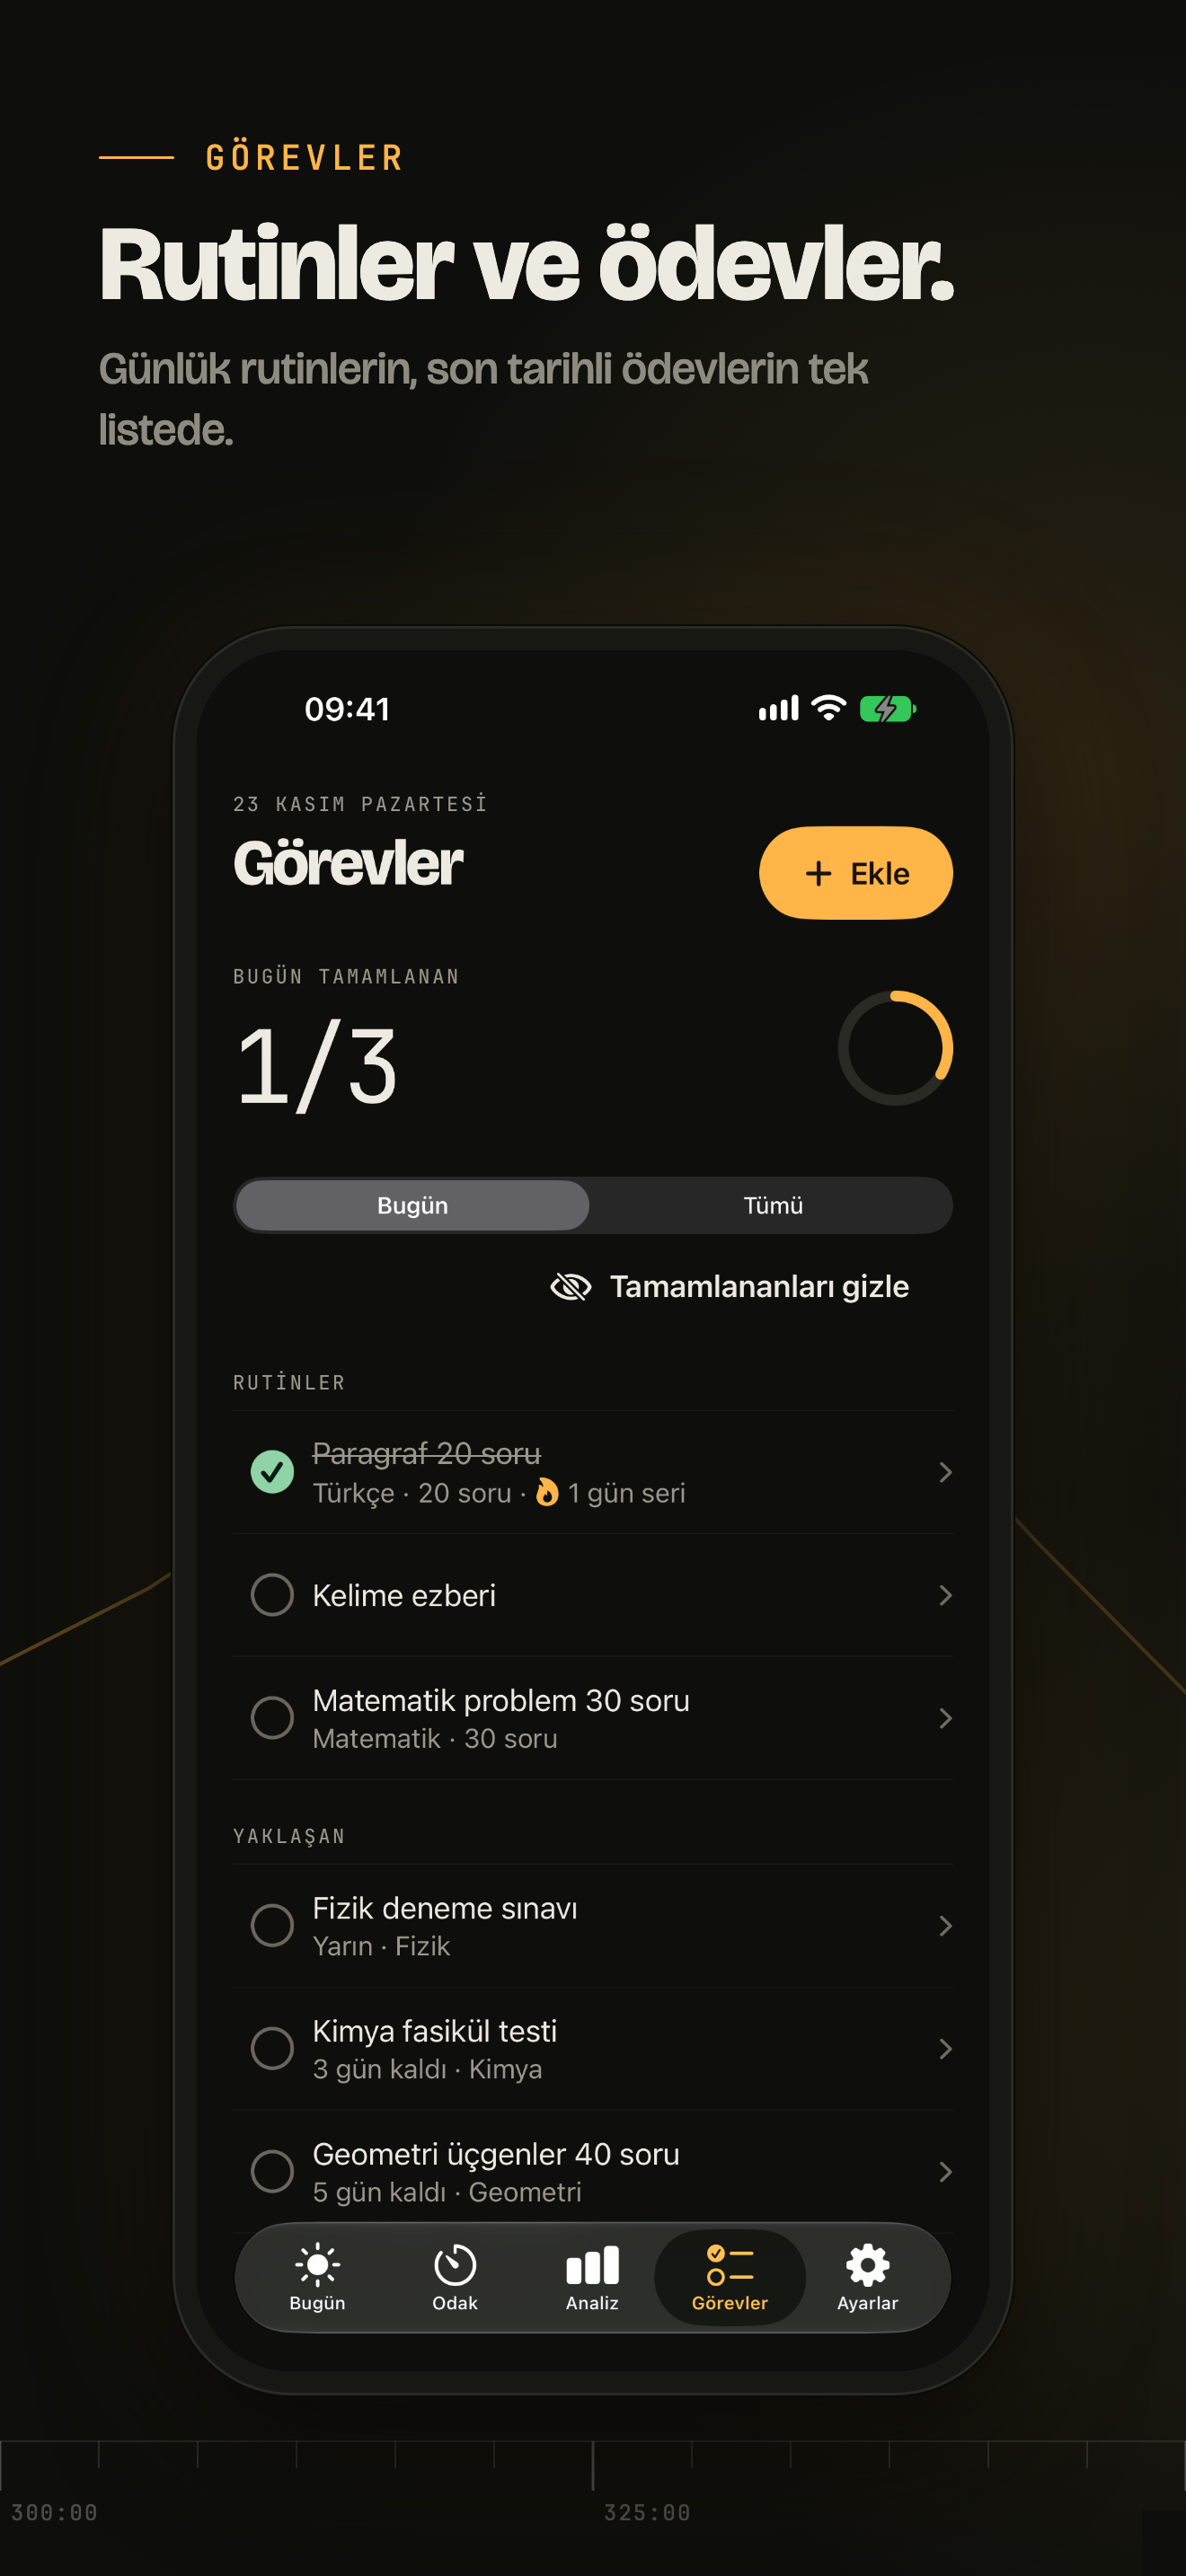 GÖREVLER
Rutinler ve ödevler.
Günlük rutinlerin, son tarihli ödevlerin tek
listede.
09:41
23 KASIM PAZARTESİ
Görevler
+ Ekle
BUGÜN TAMAMLANAN
1/3
Bugün Tümü
Tamamlananları gizle
RUTİNLER
Paragraf 20 soru
Türkçe · 20 soru · 1 gün seri
Kelime ezberi
Matematik problem 30 soru
Matematik · 30 soru
YAKLAŞAN
Fizik deneme sınavı
Yarın · Fizik
Kimya fasikül testi
3 gün kaldı · Kimya
Geometri üçgenler 40 soru
5 gün kaldı · Geometri
Bugün Odak Analiz Görevler Ayarlar
300:00 325:00